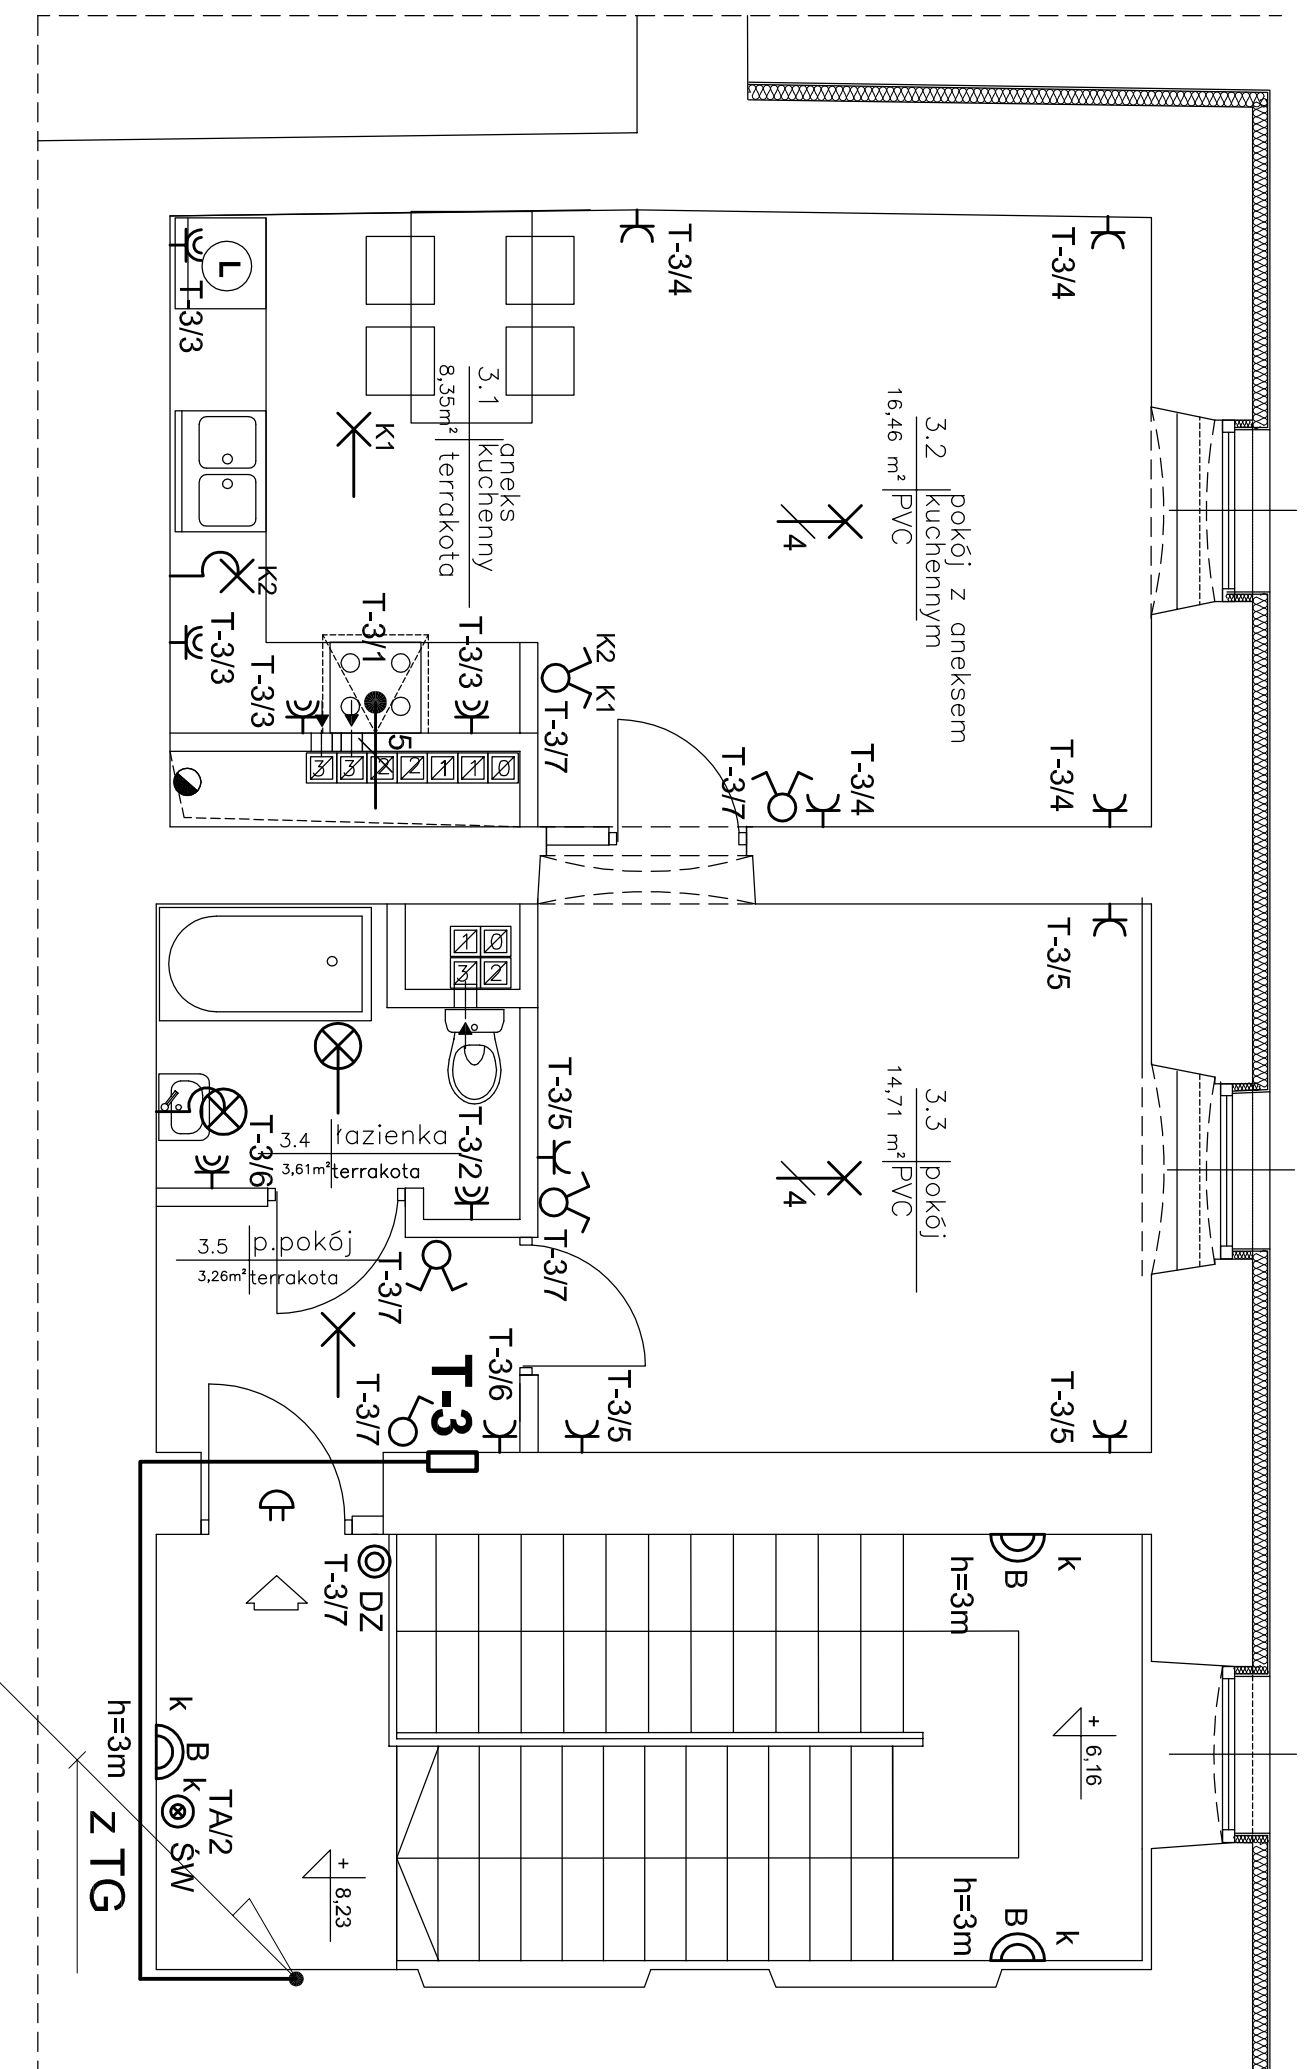 T-3/4
T-3/4
L
T-3/3
3.1
aneks
kuchenny
8,35m² terrakota
K1
3.2
pokój z aneksem
kuchennym
16,46 m² PVC
4
K2
T-3/3
T-3/3
T-3/1
T-3/3
K2
K1
T-3/7
5
3
3
2
2
1
1
0
T-3/7
T-3/4
T-3/4
T-3/5
1
0
3
2
3.3
pokój
14,71 m² PVC
4
T-3/5
T-3/2
T-3/6
3.4 łazienka
3,61m² terrakota
T-3/7
3.5 p.pokój
3,26m² terrakota
T-3/7
T-3/7
T-3
T-3/6
T-3/5
T-3/5
DZ
T-3/7
k
B
h=3m
+
6,16
k
B
h=3m
k
TA/2
ŚW
z TG
+
8,23
k
B
h=3m